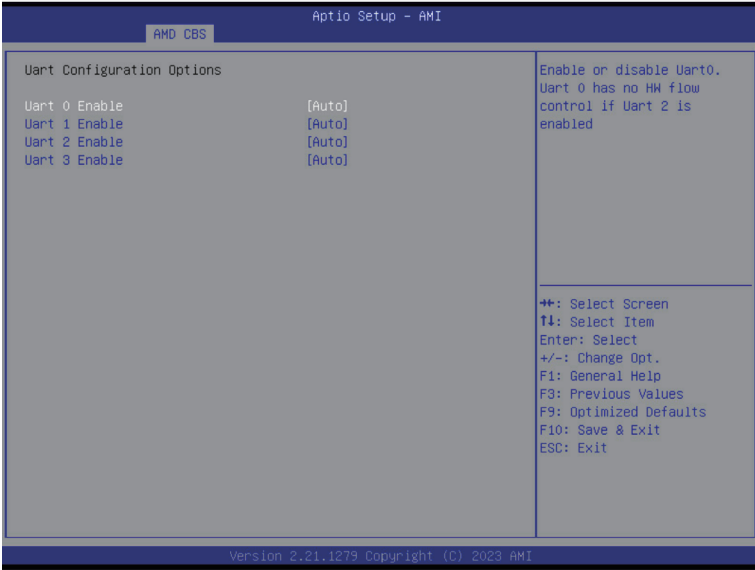 Aptio Setup - AMI
AMD CBS
Uart Configuration Options
Uart 0 Enable [Auto]
Uart 1 Enable [Auto]
Uart 2 Enable [Auto]
Uart 3 Enable [Auto]
Enable or disable Uart0.
Uart 0 has no HW flow
control if Uart 2 is
enabled
→←: Select Screen
↑↓: Select Item
Enter: Select
+/-: Change Opt.
F1: General Help
F3: Previous Values
F9: Optimized Defaults
F10: Save & Exit
ESC: Exit
Version 2.21.1279 Copyright (C) 2023 AMI